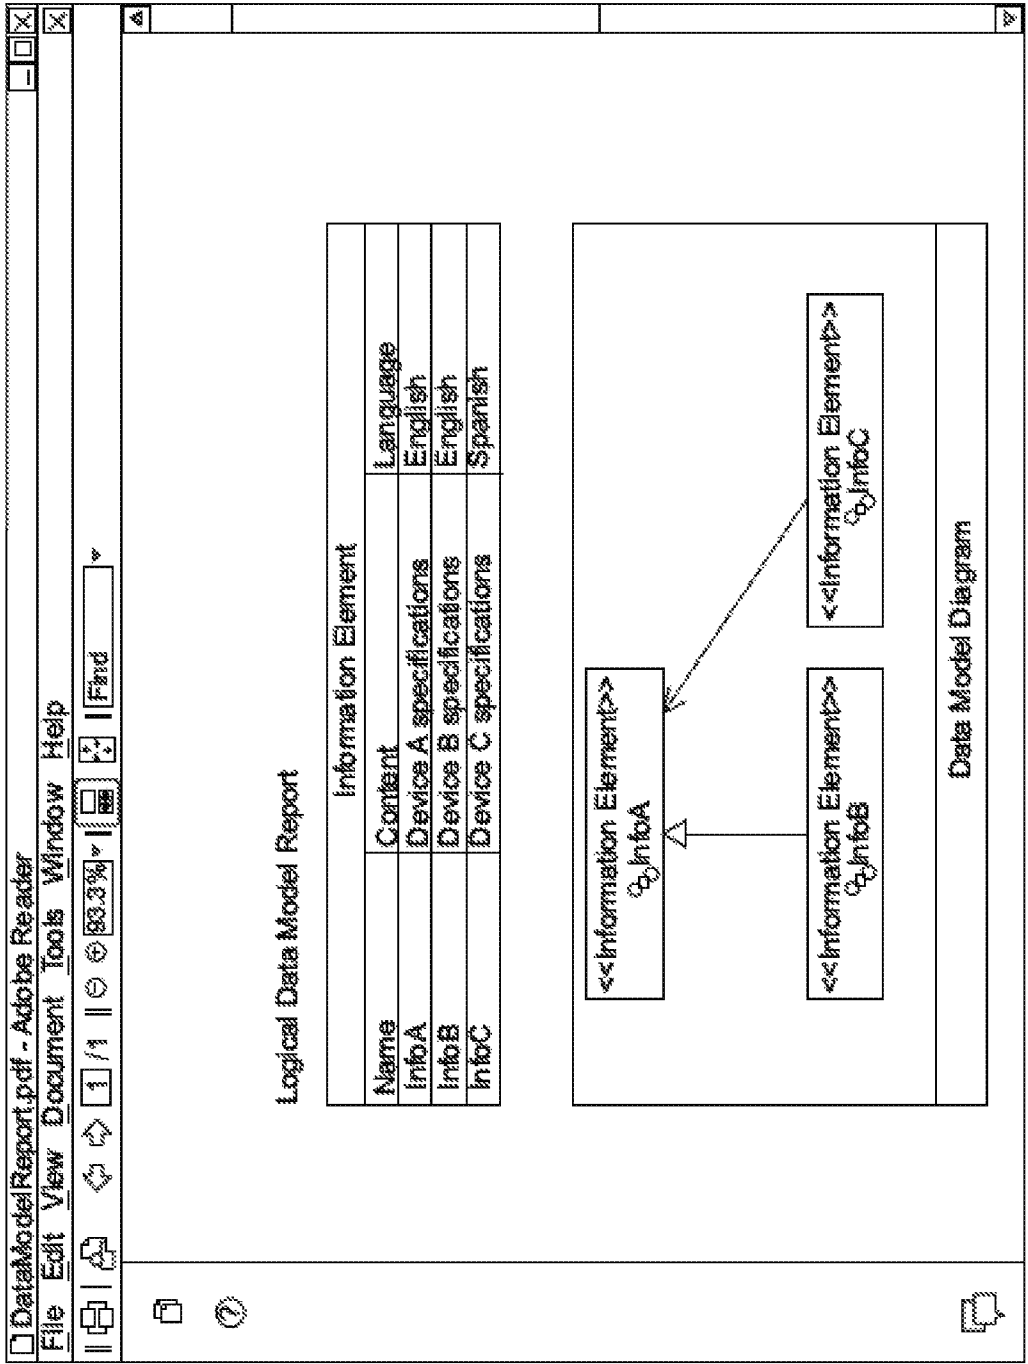 DataModelReport.pdf - Adobe Reader
File Edit View Document Tools Window Help
1 /1 93.3% Find
Logical Data Model Report
Information Element
Name Content Language
InfoA Device A specifications English
InfoB Device B specifications English
InfoC Device C specifications Spanish
<<Information Element>>
InfoA
<<Information Element>> <<Information Element>>
InfoB InfoC
Data Model Diagram